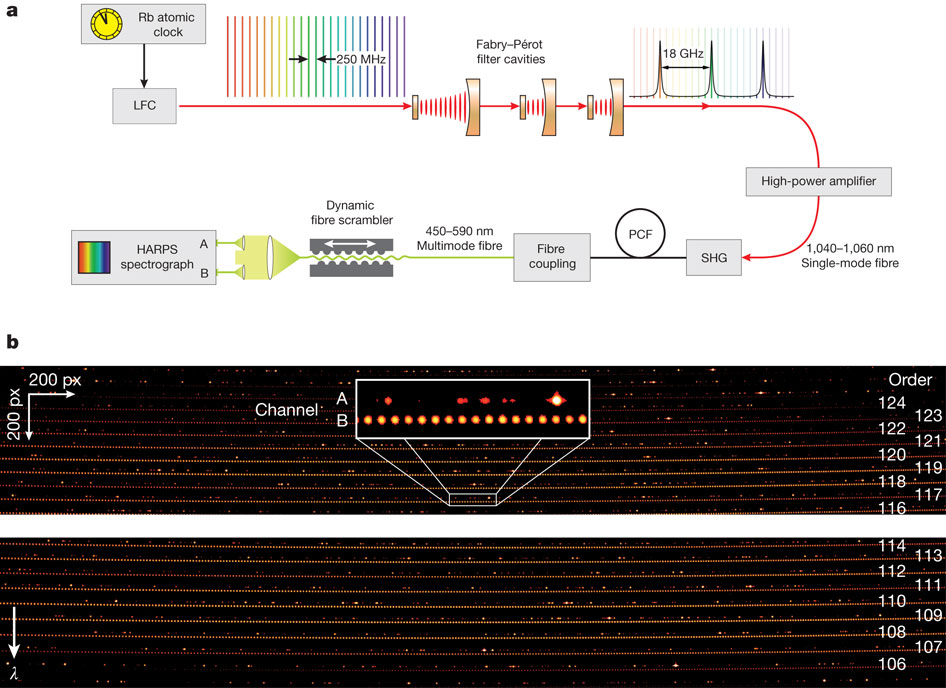 a
Rb atomic
clock
LFC
250 MHz
Fabry–Pérot
filter cavities
18 GHz
High-power amplifier
1,040–1,060 nm
Single-mode fibre
SHG
PCF
Fibre
coupling
450–590 nm
Multimode fibre
Dynamic
fibre scrambler
HARPS
spectrograph
A
B
b
200 px
200 px
Channel
A
B
Order
124
123
122
121
120
119
118
117
116
114
113
112
111
110
109
108
107
106
λ